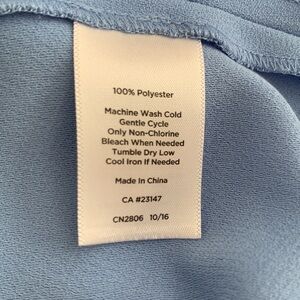 100% Polyester
Machine Wash Cold
Gentle Cycle
Only Non-Chlorine
Bleach When Needed
Tumble Dry Low
Cool Iron If Needed
Made In China
CA #23147
CN2806 10/16